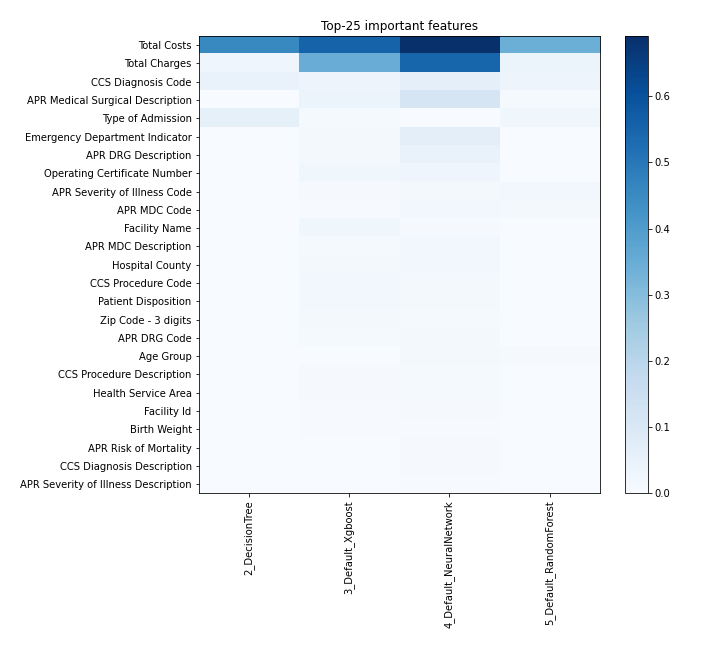 Top-25 important features
Total Costs
Total Charges
CCS Diagnosis Code
APR Medical Surgical Description
Type of Admission
Emergency Department Indicator
APR DRG Description
Operating Certificate Number
APR Severity of Illness Code
APR MDC Code
Facility Name
APR MDC Description
Hospital County
CCS Procedure Code
Patient Disposition
Zip Code - 3 digits
APR DRG Code
Age Group
CCS Procedure Description
Health Service Area
Facility Id
Birth Weight
APR Risk of Mortality
CCS Diagnosis Description
APR Severity of Illness Description
2_DecisionTree
3_Default_Xgboost
4_Default_NeuralNetwork
5_Default_RandomForest
0.6
0.5
0.4
0.3
0.2
0.1
0.0